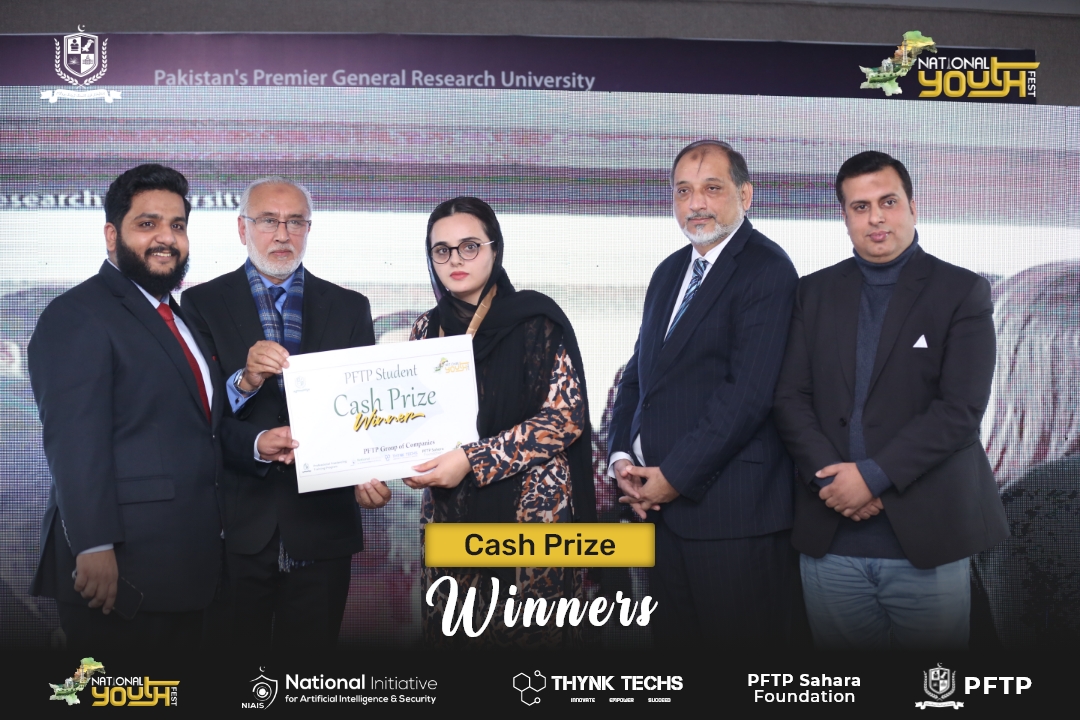 Pakistan's Premier General Research University
NATIONAL
YOUTH
FEST
PFTP Student
Cash Prize
Winner
PFTP Group of Companies
Cash Prize
Winners
NATIONAL
YOUTH
FEST
NIAIS
National Initiative
for Artificial Intelligence & Security
THYNK TECHS
INNOVATE EMPOWER SUCCEED
PFTP Sahara
Foundation
PFTP